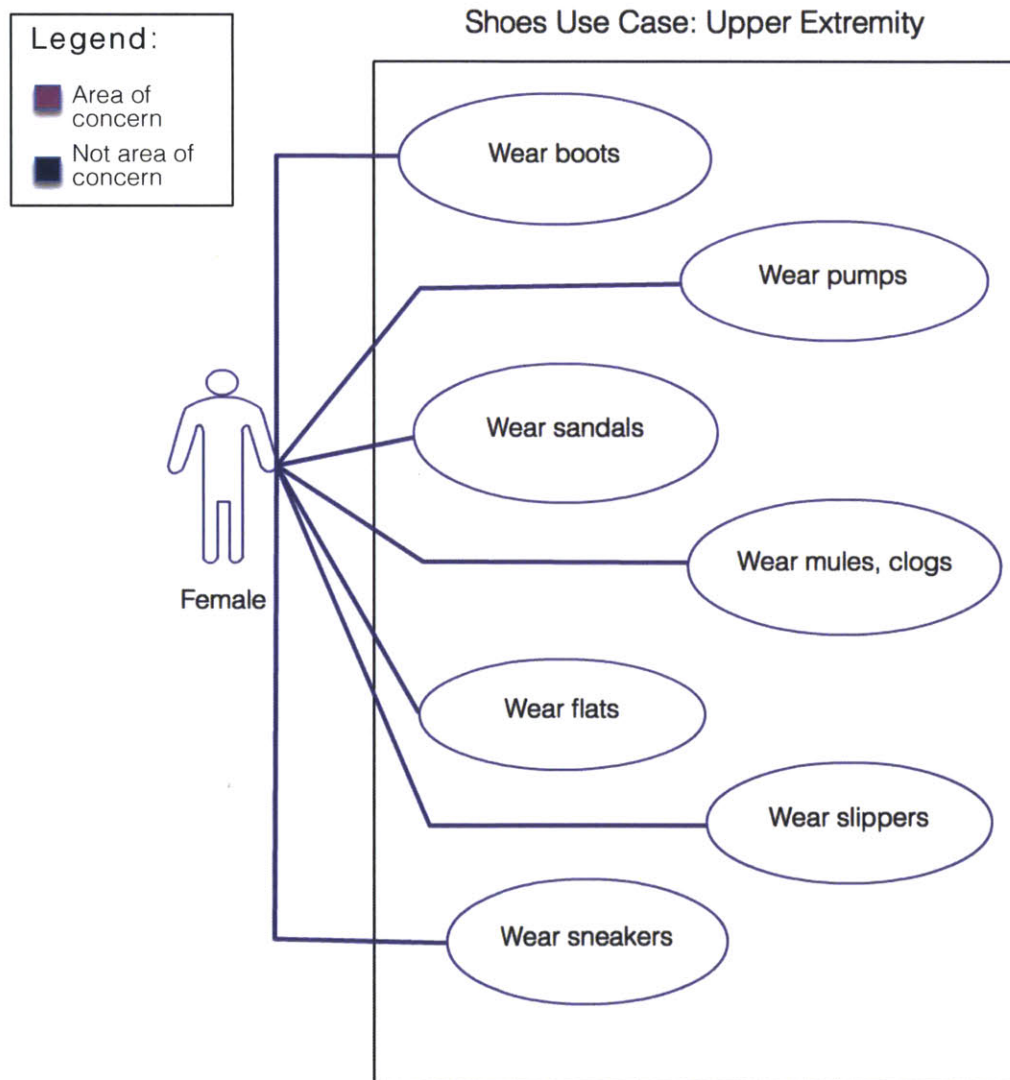 Shoes Use Case: Upper Extremity
Legend:
Area of
concern
Not area of
concern
Wear boots
Wear pumps
Wear sandals
Wear mules, clogs
Female
Wear flats
Wear slippers
Wear sneakers